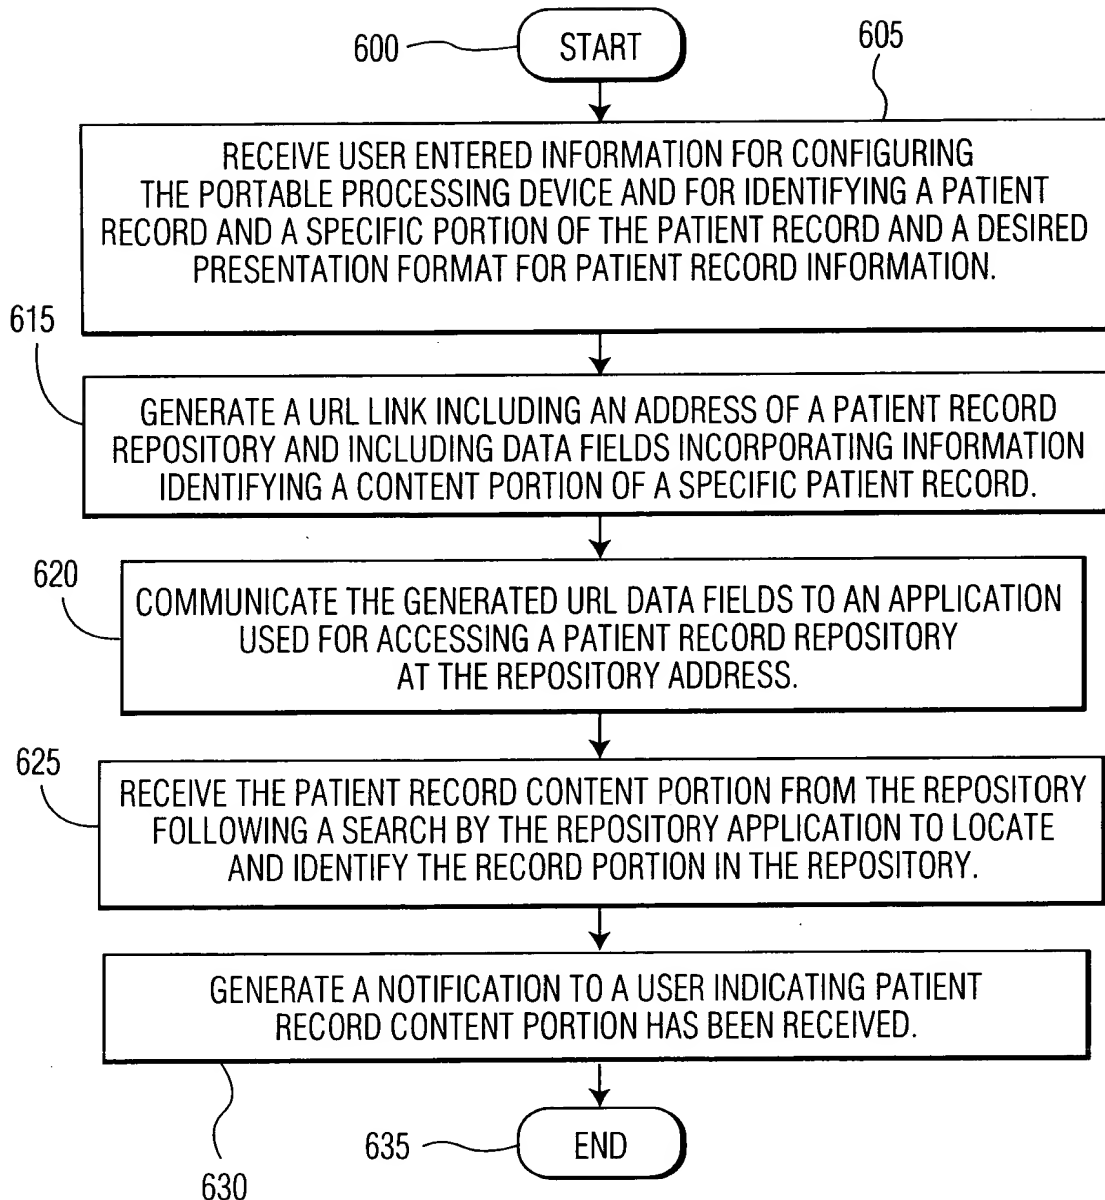 600
START
605
RECEIVE USER ENTERED INFORMATION FOR CONFIGURING
THE PORTABLE PROCESSING DEVICE AND FOR IDENTIFYING A PATIENT
RECORD AND A SPECIFIC PORTION OF THE PATIENT RECORD AND A DESIRED
PRESENTATION FORMAT FOR PATIENT RECORD INFORMATION.
615
GENERATE A URL LINK INCLUDING AN ADDRESS OF A PATIENT RECORD
REPOSITORY AND INCLUDING DATA FIELDS INCORPORATING INFORMATION
IDENTIFYING A CONTENT PORTION OF A SPECIFIC PATIENT RECORD.
620
COMMUNICATE THE GENERATED URL DATA FIELDS TO AN APPLICATION
USED FOR ACCESSING A PATIENT RECORD REPOSITORY
AT THE REPOSITORY ADDRESS.
625
RECEIVE THE PATIENT RECORD CONTENT PORTION FROM THE REPOSITORY
FOLLOWING A SEARCH BY THE REPOSITORY APPLICATION TO LOCATE
AND IDENTIFY THE RECORD PORTION IN THE REPOSITORY.
GENERATE A NOTIFICATION TO A USER INDICATING PATIENT
RECORD CONTENT PORTION HAS BEEN RECEIVED.
635
END
630